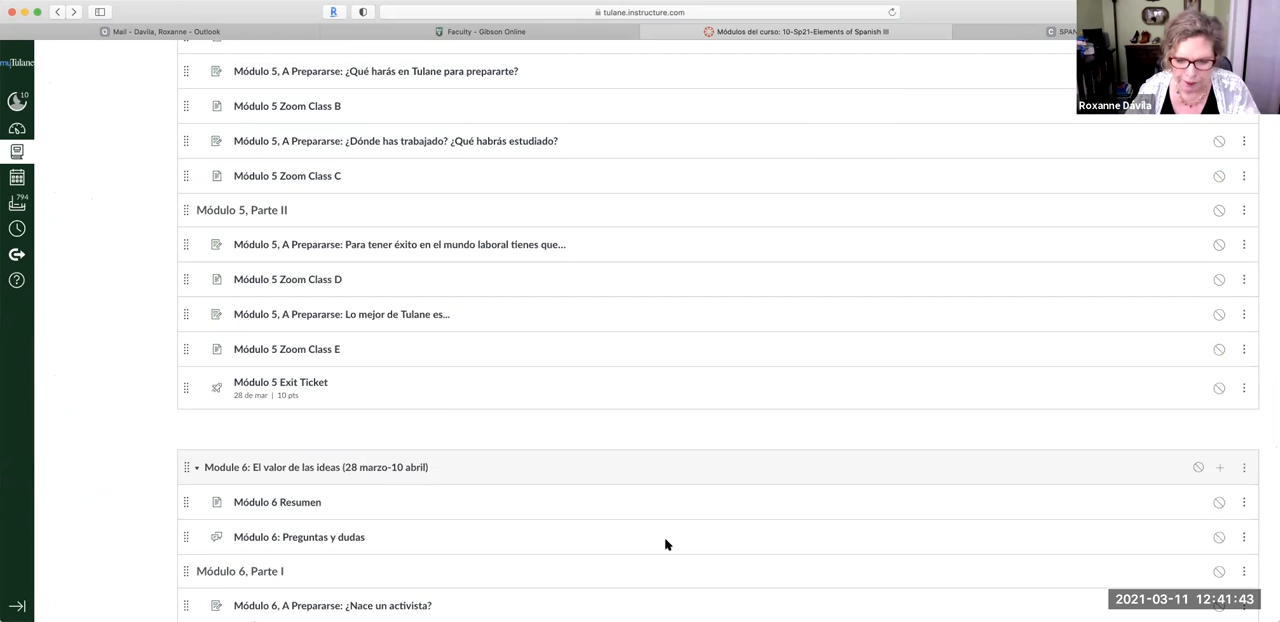 tulane.instructure.com
Mail - Davila, Roxanne - Outlook
Faculty - Gibson Online
Módulos del curso: 10-Sp21-Elements of Spanish III
SPAN
myTulane
10
794
Roxanne Dávila
Módulo 5, A Prepararse: ¿Qué harás en Tulane para prepararte?
Módulo 5 Zoom Class B
Módulo 5, A Prepararse: ¿Dónde has trabajado? ¿Qué habrás estudiado?
Módulo 5 Zoom Class C
Módulo 5, Parte II
Módulo 5, A Prepararse: Para tener éxito en el mundo laboral tienes que...
Módulo 5 Zoom Class D
Módulo 5, A Prepararse: Lo mejor de Tulane es...
Módulo 5 Zoom Class E
Módulo 5 Exit Ticket
28 de mar | 10 pts
Module 6: El valor de las ideas (28 marzo-10 abril)
Módulo 6 Resumen
Módulo 6: Preguntas y dudas
Módulo 6, Parte I
Módulo 6, A Prepararse: ¿Nace un activista?
2021-03-11 12:41:43